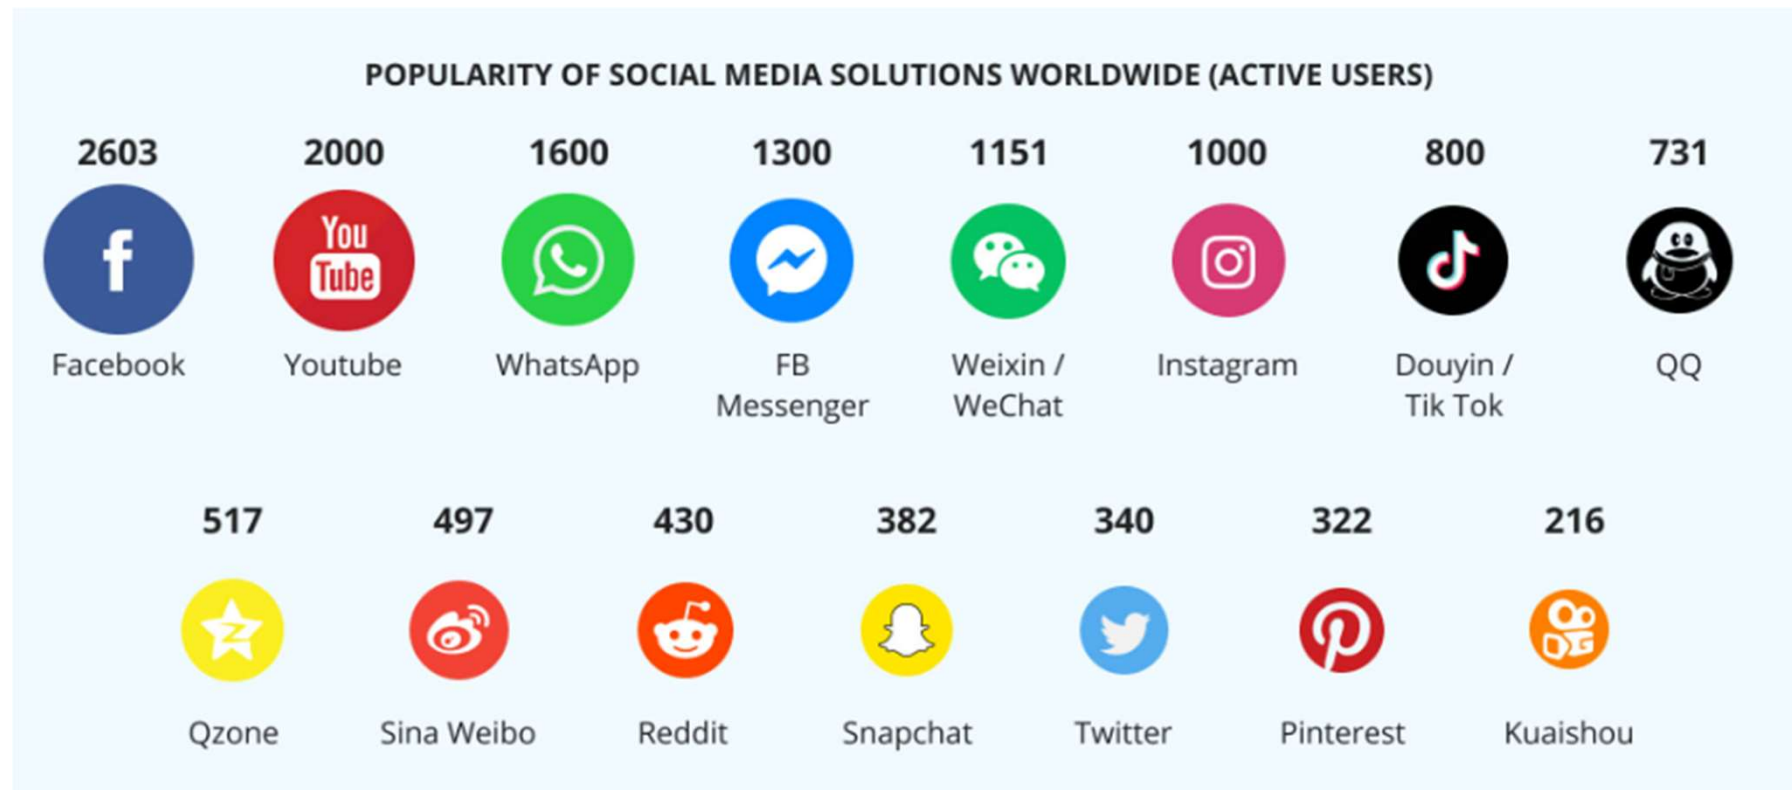 POPULARITY OF SOCIAL MEDIA SOLUTIONS WORLDWIDE (ACTIVE USERS)
2603 2000 1600 1300 1151 1000 800 731
f
You
Tube
Facebook Youtube WhatsApp FB Weixin / Instagram Douyin / QQ
Messenger WeChat Tik Tok
517 497 430 382 340 322 216
Qzone Sina Weibo Reddit Snapchat Twitter Pinterest Kuaishou